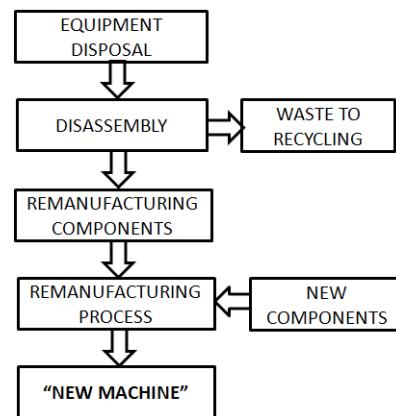 EQUIPMENT
DISPOSAL
DISASSEMBLY
WASTE TO
RECYCLING
REMANUFACTURING
COMPONENTS
REMANUFACTURING
PROCESS
NEW
COMPONENTS
“NEW MACHINE”